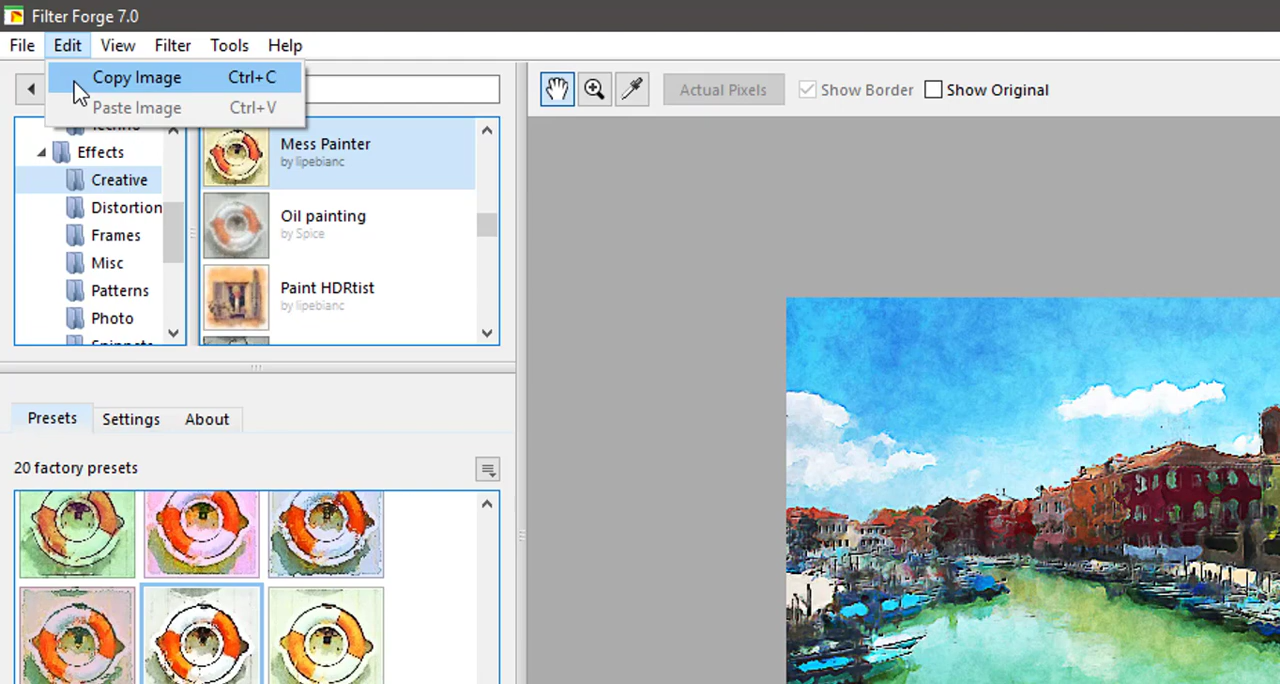 Filter Forge 7.0
File Edit View Filter Tools Help
Copy Image Ctrl+C
Paste Image Ctrl+V
Actual Pixels Show Border Show Original
Effects
Creative
Distortion
Frames
Misc
Patterns
Photo
Mess Painter
by lipebianc
Oil painting
by Spice
Paint HDRtist
by lipebianc
Presets Settings About
20 factory presets